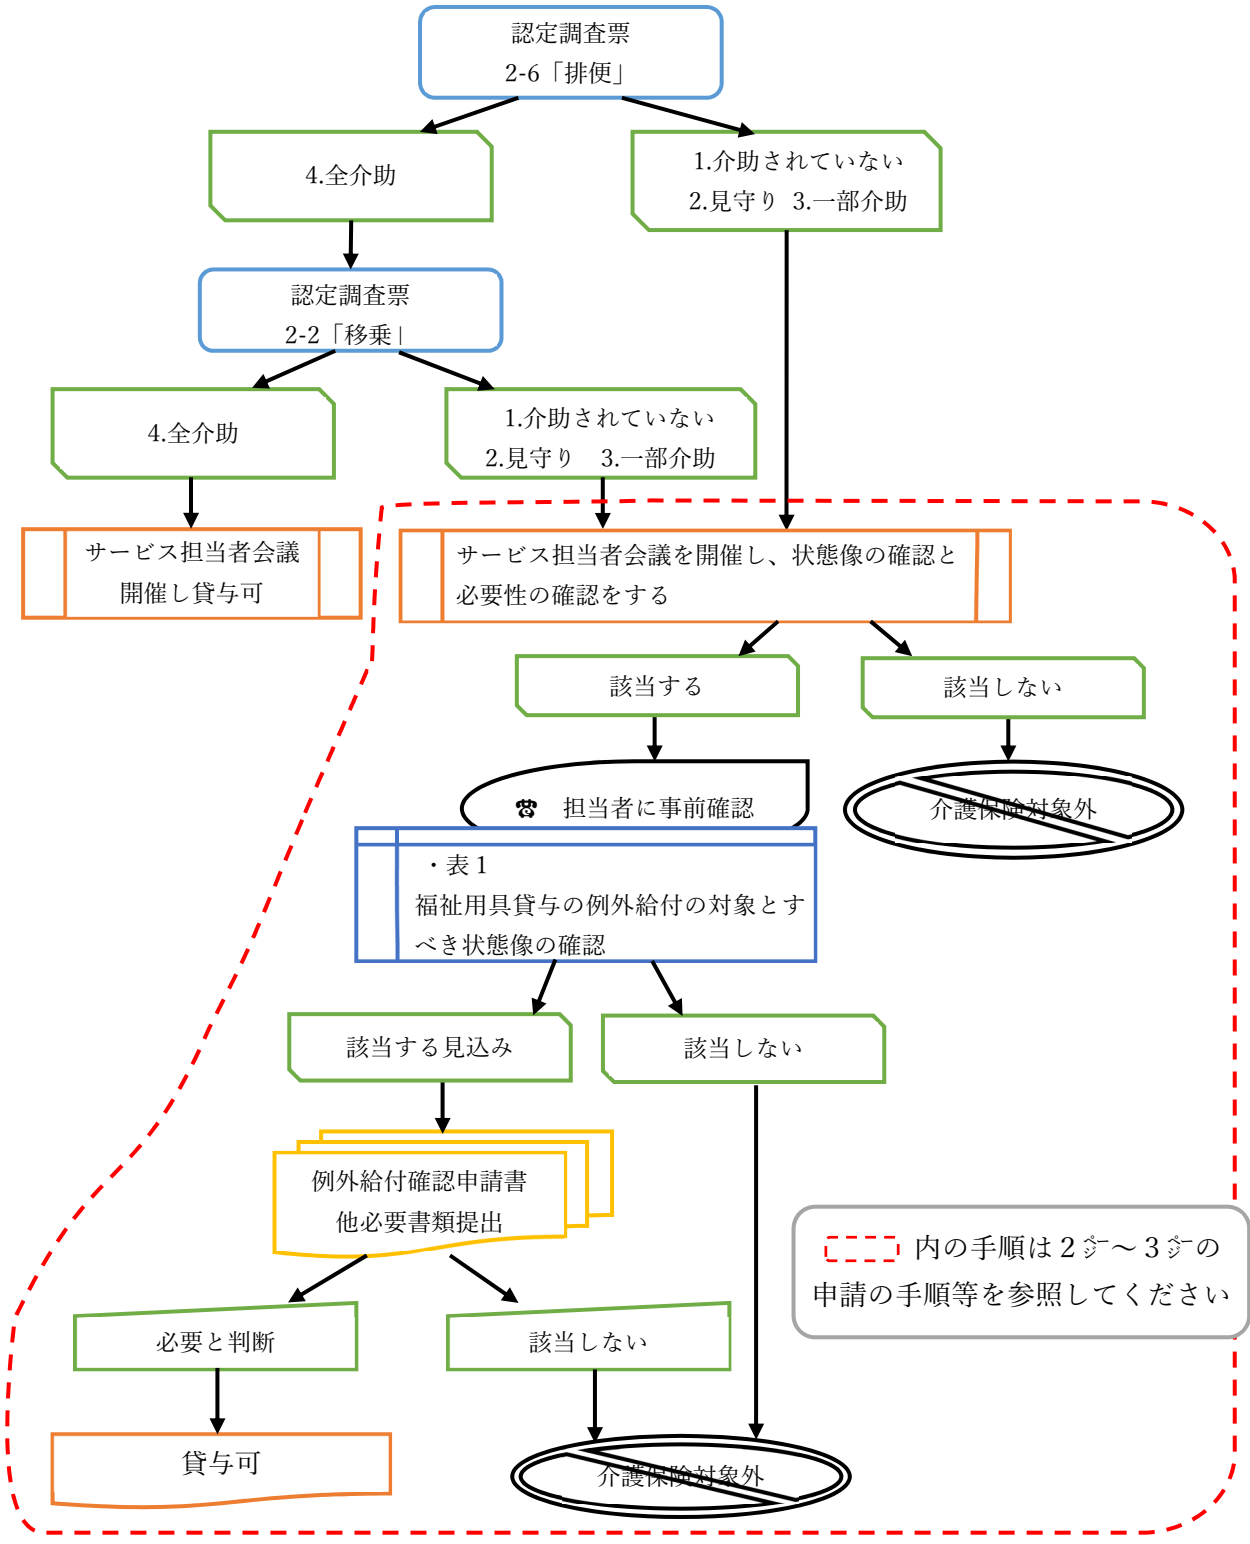 認定調査票
2-6「排便」
4.全介助
1.介助されていない
2.見守り 3.一部介助
認定調査票
2-2「移乗」
4.全介助
1.介助されていない
2.見守り 3.一部介助
サービス担当者会議
開催し貸与可
サービス担当者会議を開催し、状態像の確認と
必要性の確認をする
該当する
該当しない
☎ 担当者に事前確認
介護保険対象外
・表１
福祉用具貸与の例外給付の対象とす
べき状態像の確認
該当する見込み
該当しない
例外給付確認申請書
他必要書類提出
内の手順は２㌻～３㌻の
申請の手順等を参照してください
必要と判断
該当しない
貸与可
介護保険対象外